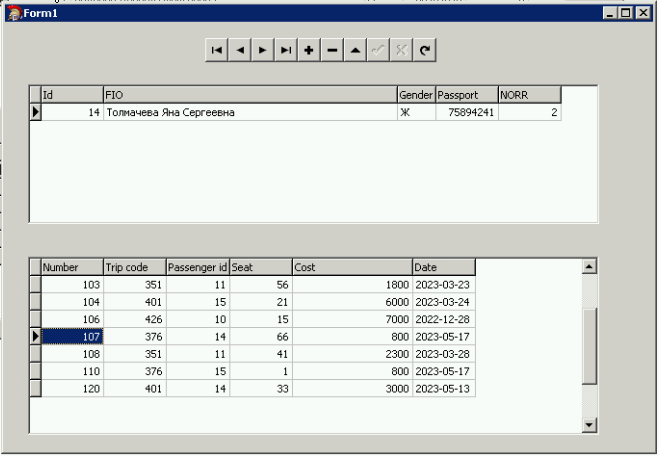 Form1
Id FIO Gender Passport NORR
14 Толмачева Яна Сергеевна Ж 75894241 2
Number Trip code Passenger id Seat Cost Date
103 351 11 56 1800 2023-03-23
104 401 15 21 6000 2023-03-24
106 426 10 15 7000 2022-12-28
107 376 14 66 800 2023-05-17
108 351 11 41 2300 2023-03-28
110 376 15 1 800 2023-05-17
120 401 14 33 3000 2023-05-13